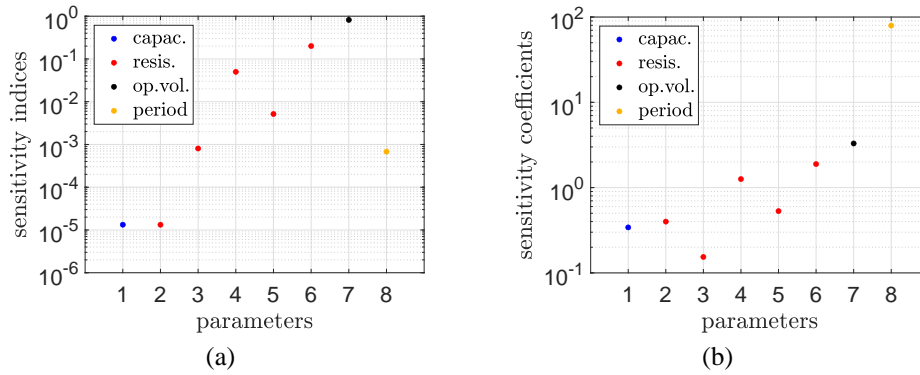 10^0
10^-1
10^-2
10^-3
10^-4
10^-5
10^-6
sensitivity indices
capac.
resis.
op.vol.
period
1 2 3 4 5 6 7 8
parameters
(a)
10^2
10^1
10^0
10^-1
sensitivity coefficients
capac.
resis.
op.vol.
period
1 2 3 4 5 6 7 8
parameters
(b)